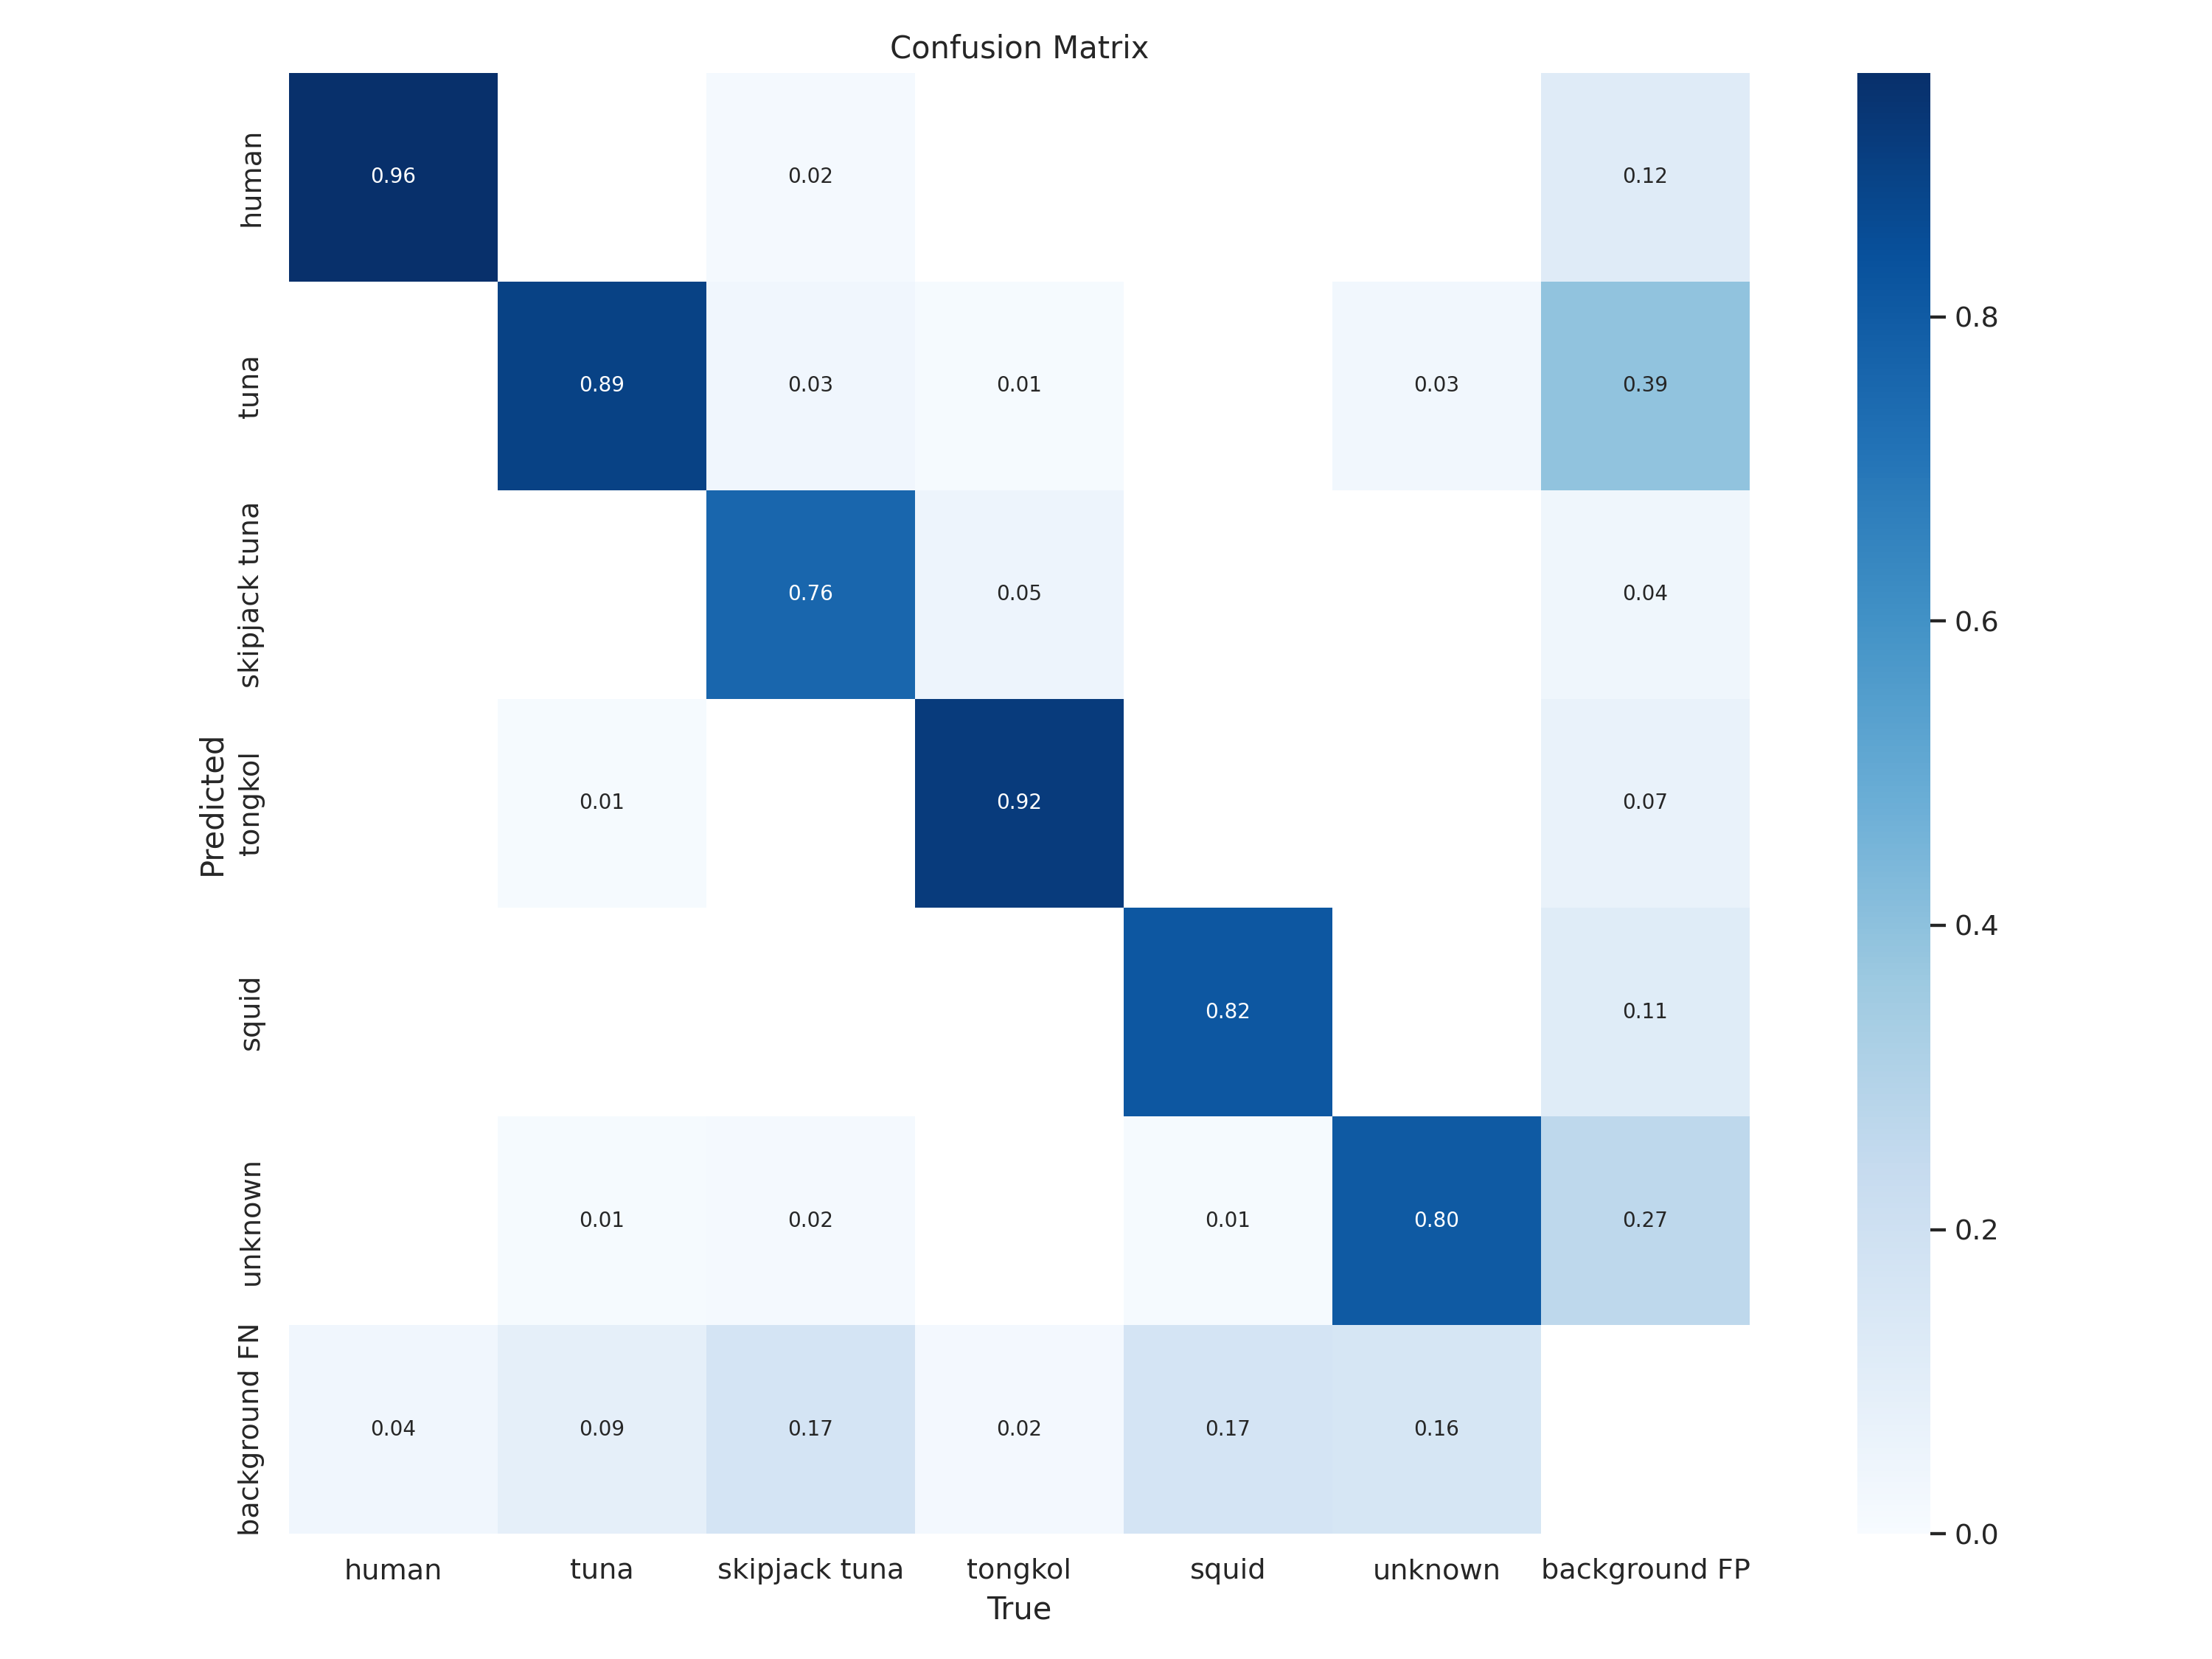 Confusion Matrix
human
0.96
0.02
0.12
tuna
0.89
0.03
0.01
0.03
0.39
skipjack tuna
0.76
0.05
0.04
tongkol
0.01
0.92
0.07
squid
0.82
0.11
unknown
0.01
0.02
0.01
0.80
0.27
background FN
0.04
0.09
0.17
0.02
0.17
0.16
Predicted
human
tuna
skipjack tuna
tongkol
squid
unknown
background FP
True
0.8
0.6
0.4
0.2
0.0